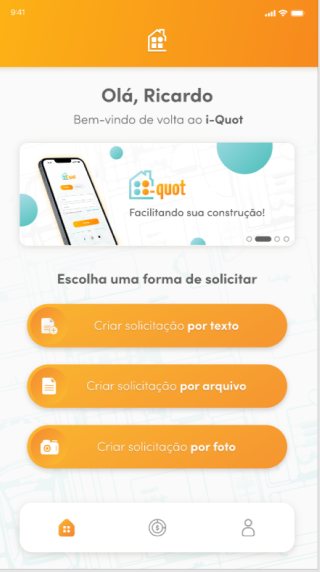 9:41
Olá, Ricardo
Bem-vindo de volta ao i-Quot
i-quot
Facilitando sua construção!
Escolha uma forma de solicitar
Criar solicitação por texto
Criar solicitação por arquivo
Criar solicitação por foto